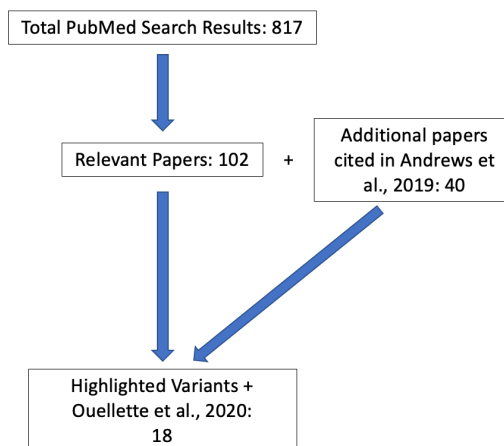 Total PubMed Search Results: 817
Relevant Papers: 102
+
Additional papers
cited in Andrews et
al., 2019: 40
Highlighted Variants +
Ouellette et al., 2020:
18